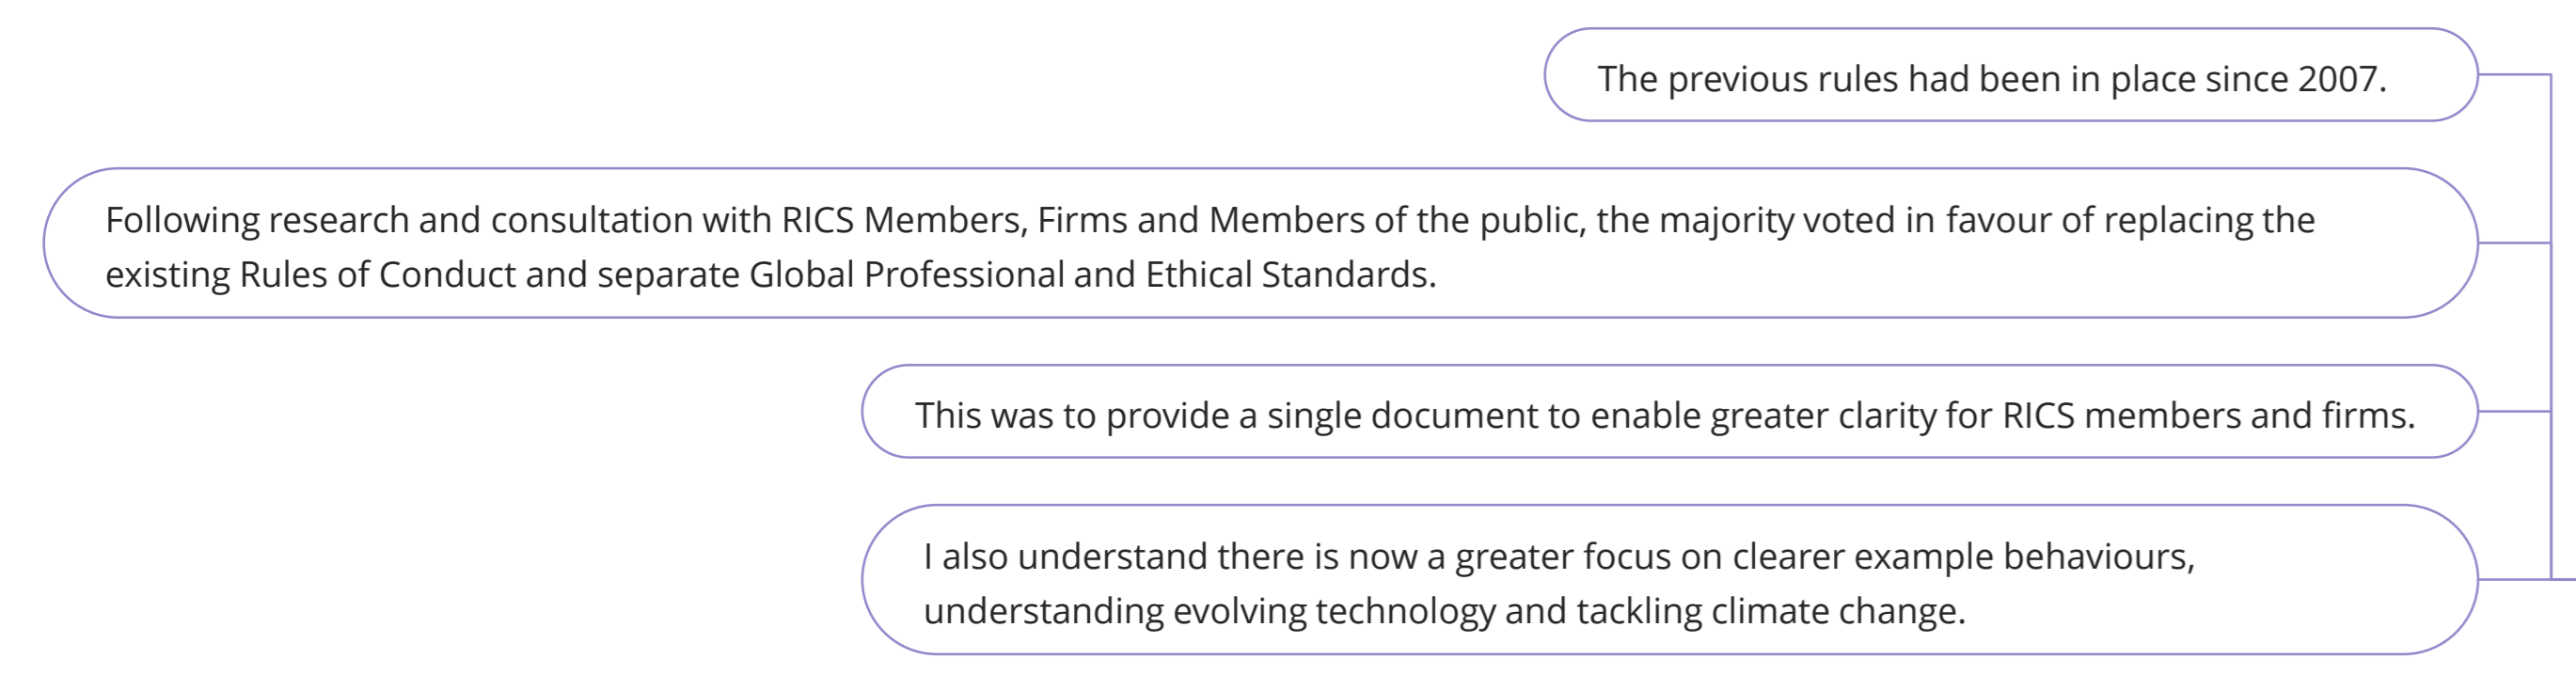 The previous rules had been in place since 2007.
Following research and consultation with RICS Members, Firms and Members of the public, the majority voted in favour of replacing the
existing Rules of Conduct and separate Global Professional and Ethical Standards.
This was to provide a single document to enable greater clarity for RICS members and firms.
I also understand there is now a greater focus on clearer example behaviours,
understanding evolving technology and tackling climate change.